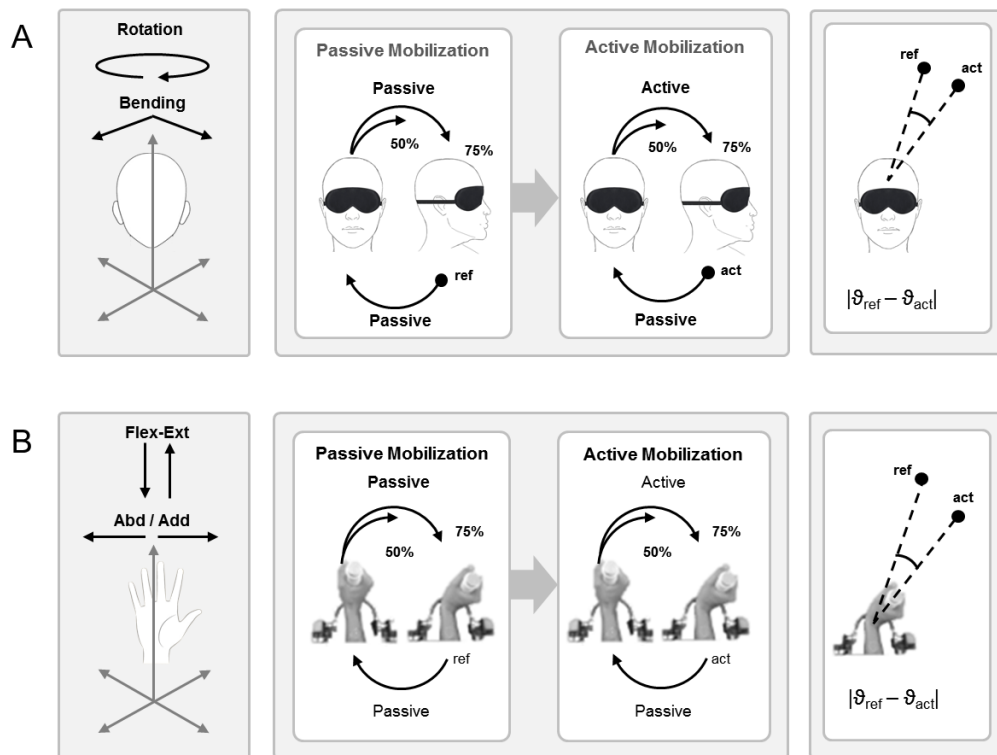 A
Rotation
Bending
Passive Mobilization
Passive
50%
75%
ref
Passive
Active Mobilization
Active
50%
75%
act
Passive
ref
act
|ϑref – ϑact|
B
Flex-Ext
Abd / Add
Passive Mobilization
Passive
75%
50%
ref
Passive
Active Mobilization
Active
75%
50%
act
Passive
ref
act
|ϑref – ϑact|